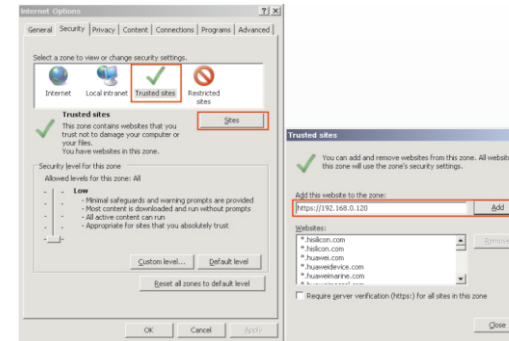 Internet Options
General Security Privacy Content Connections Programs Advanced
Select a zone to view or change security settings.
Internet Local intranet Trusted sites Restricted sites
Trusted sites
This zone contains websites that you
trust not to damage your computer or
your files.
You have websites in this zone.
Sites
Security level for this zone
Allowed levels for this zone: All
Low
- Minimal safeguards and warning prompts are provided
- Most content is downloaded and run without prompts
- All active content can run
- Appropriate for sites that you absolutely trust
Custom level... Default level
Reset all zones to default level
OK Cancel Apply
Trusted sites
You can add and remove websites from this zone. All website
this zone will use the zone's security settings.
Add this website to the zone:
https://192.168.0.120 Add
Websites:
*.hisilicon.com Remove
*.hisilicon.com
*.huawei.com
*.huaweidevice.com
*.huaweimarine.com
Require server verification (https:) for all sites in this zone
Close